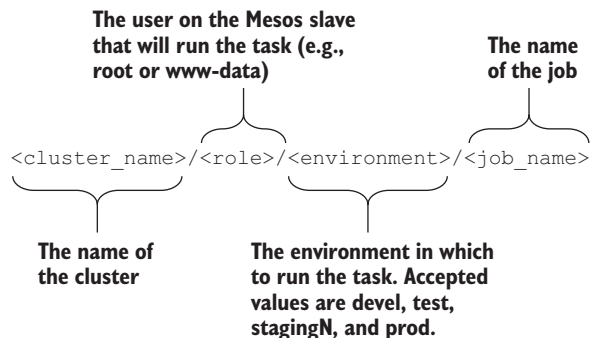 The user on the Mesos slave
that will run the task (e.g.,
root or www-data)
The name
of the job
<cluster_name>/<role>/<environment>/<job_name>
The name of
the cluster
The environment in which
to run the task. Accepted
values are devel, test,
stagingN, and prod.